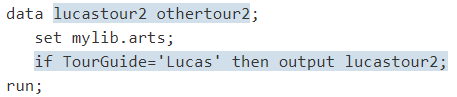 data lucastour2 othertour2;
set mylib.arts;
if TourGuide='Lucas' then output lucastour2;
run;